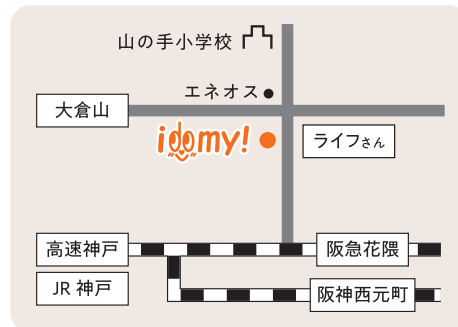 山の手小学校
エネオス
大倉山
idomy!
ライフさん
高速神戸
阪急花隈
JR 神戸
阪神西元町